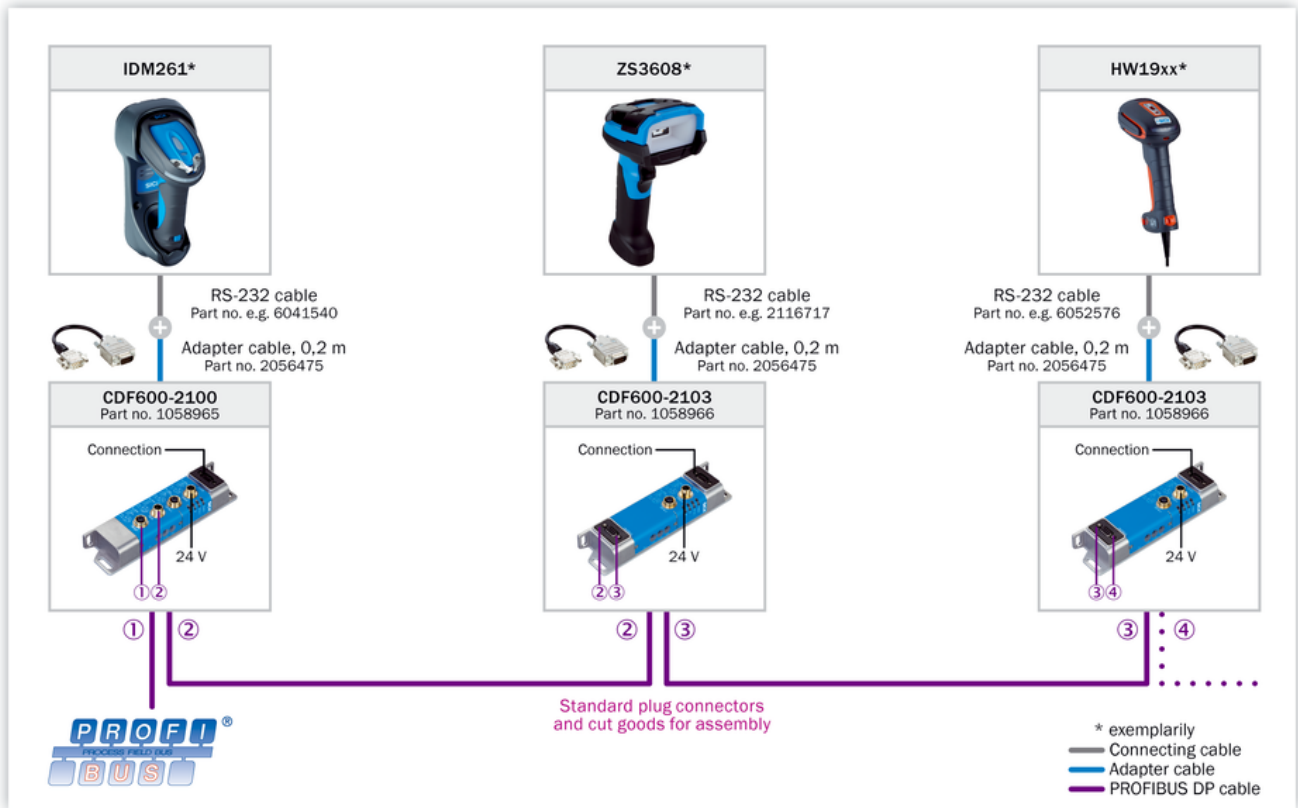 IDM261*
RS-232 cable
Part no. e.g. 6041540
Adapter cable, 0,2 m
Part no. 2056475
CDF600-2100
Part no. 1058965
Connection
24 V
①②
①
②
ZS3608*
RS-232 cable
Part no. e.g. 2116717
Adapter cable, 0,2 m
Part no. 2056475
CDF600-2103
Part no. 1058966
Connection
24 V
②③
②
③
HW19xx*
RS-232 cable
Part no. e.g. 6052576
Adapter cable, 0,2 m
Part no. 2056475
CDF600-2103
Part no. 1058966
Connection
24 V
③④
③
④
Standard plug connectors
and cut goods for assembly
PROFI®
PROCESS FIELD BUS
BUS
* exemplarily
Connecting cable
Adapter cable
PROFIBUS DP cable